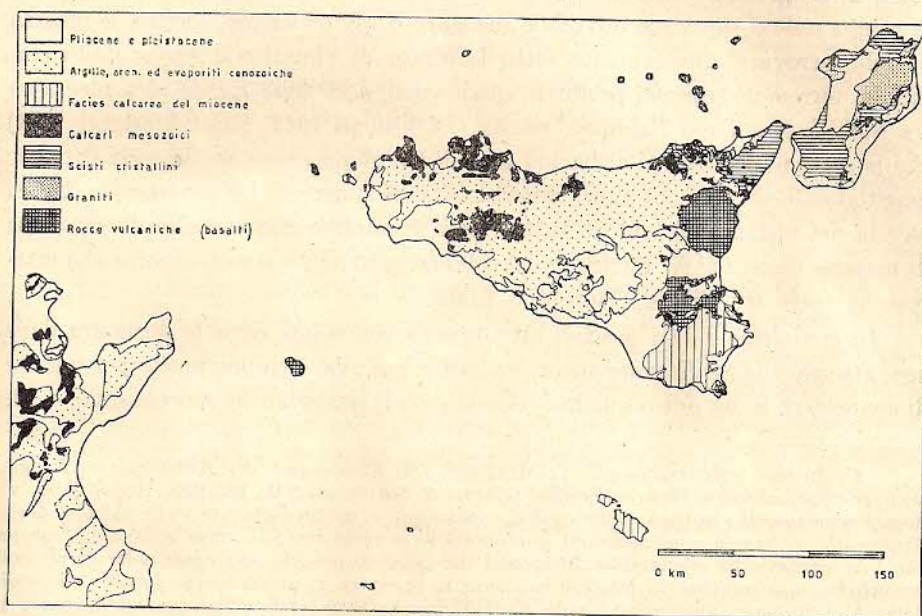 Pliocene e pleistocene
Argille, aren. ed evaporiti cenozoiche
Facies calcarea del miocene
Calcari mesozoici
Scisti cristallini
Graniti
Rocce vulcaniche (basalti)
0 km 50 100 150